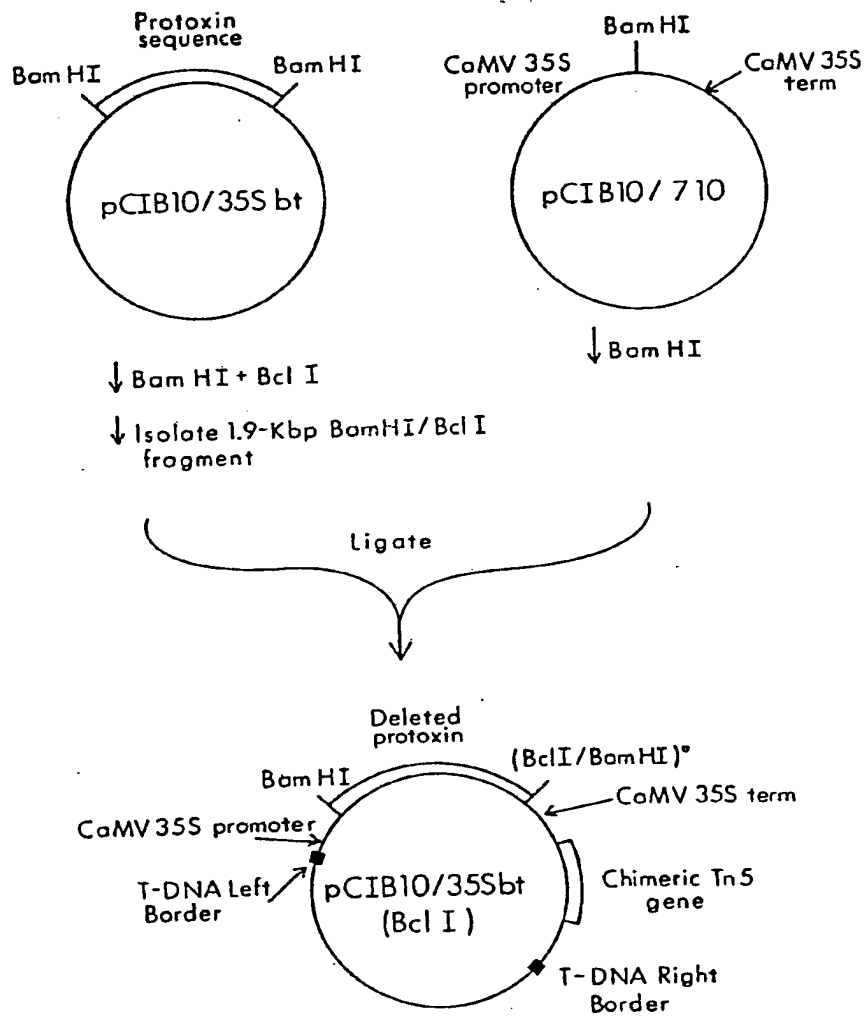 Protoxin
sequence
Bam HI
Bam HI
pCIB10/35S bt
Bam HI
CaMV 35S
promoter
CaMV 35S
term
pCIB10/ 710
↓ Bam HI + Bcl I
↓ Isolate 1.9-Kbp BamHI/Bcl I
fragment
↓ Bam HI
Ligate
Deleted
protoxin
Bam HI
(BclI/BamHI)°
CaMV 35S term
CaMV 35S promoter
T-DNA Left
Border
pCIB10/35Sbt
(Bcl I)
Chimeric Tn5
gene
T-DNA Right
Border